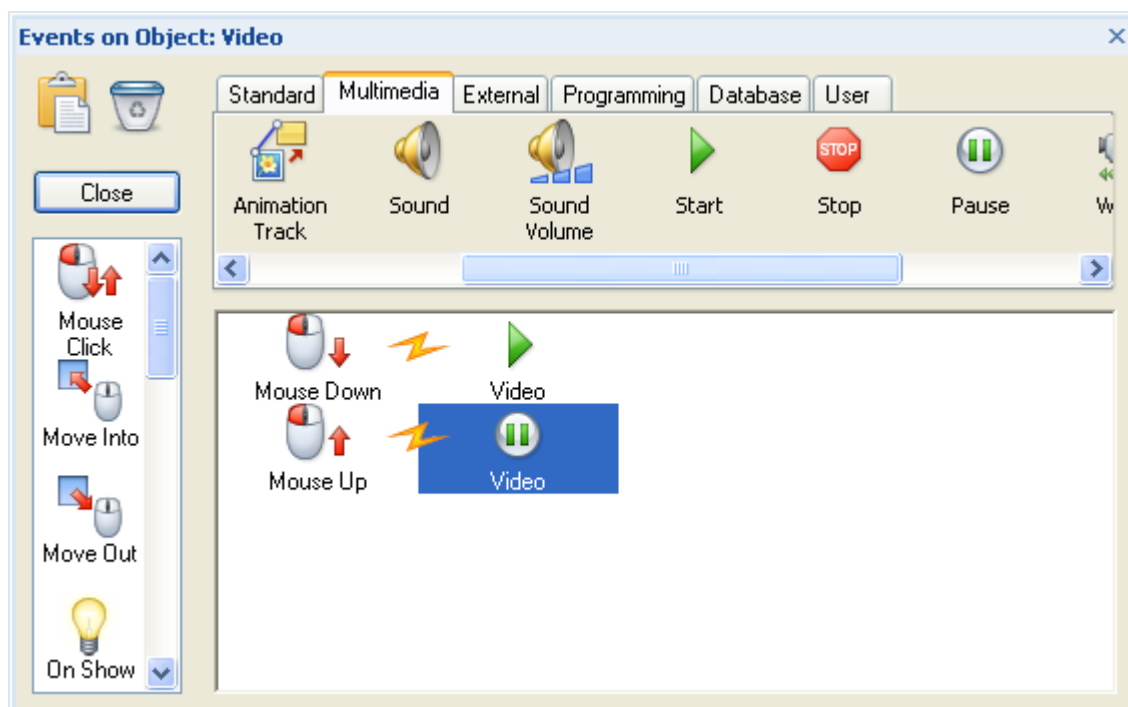 Events on Object: Video
Standard
Multimedia
External
Programming
Database
User
Close
Animation
Track
Sound
Sound
Volume
Start
STOP
Stop
Pause
Mouse
Click
Move Into
Move Out
On Show
Mouse Down
Video
Mouse Up
Video